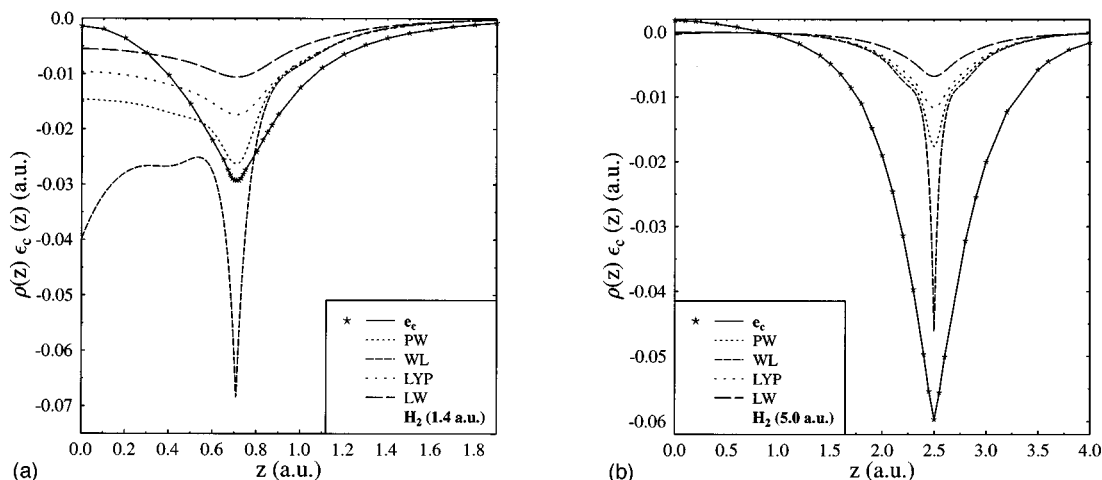 0.0
-0.01
-0.02
-0.03
-0.04
-0.05
-0.06
-0.07
ρ(z) ϵc (z) (a.u.)
★ ec
PW
WL
LYP
LW
H2 (1.4 a.u.)
0.0 0.2 0.4 0.6 0.8 1.0 1.2 1.4 1.6 1.8
z (a.u.)
(a)
0.0
-0.01
-0.02
-0.03
-0.04
-0.05
-0.06
ρ(z) ϵc (z) (a.u.)
★ ec
PW
WL
LYP
LW
H2 (5.0 a.u.)
0.0 0.5 1.0 1.5 2.0 2.5 3.0 3.5 4.0
z (a.u.)
(b)